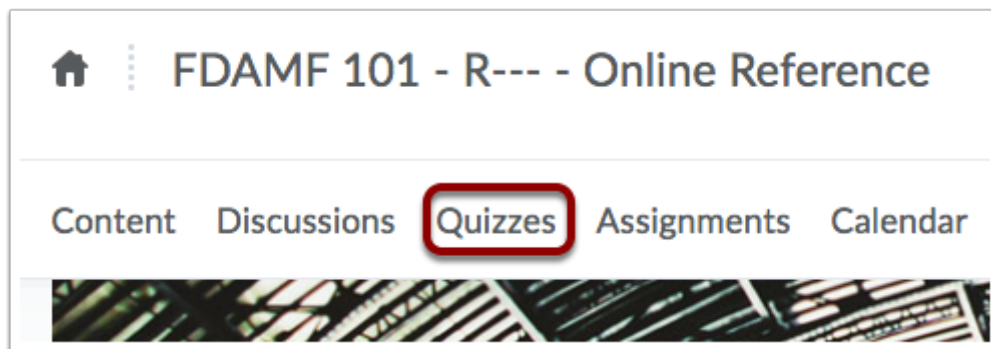 FDAMF 101 - R--- - Online Reference
Content Discussions Quizzes Assignments Calendar